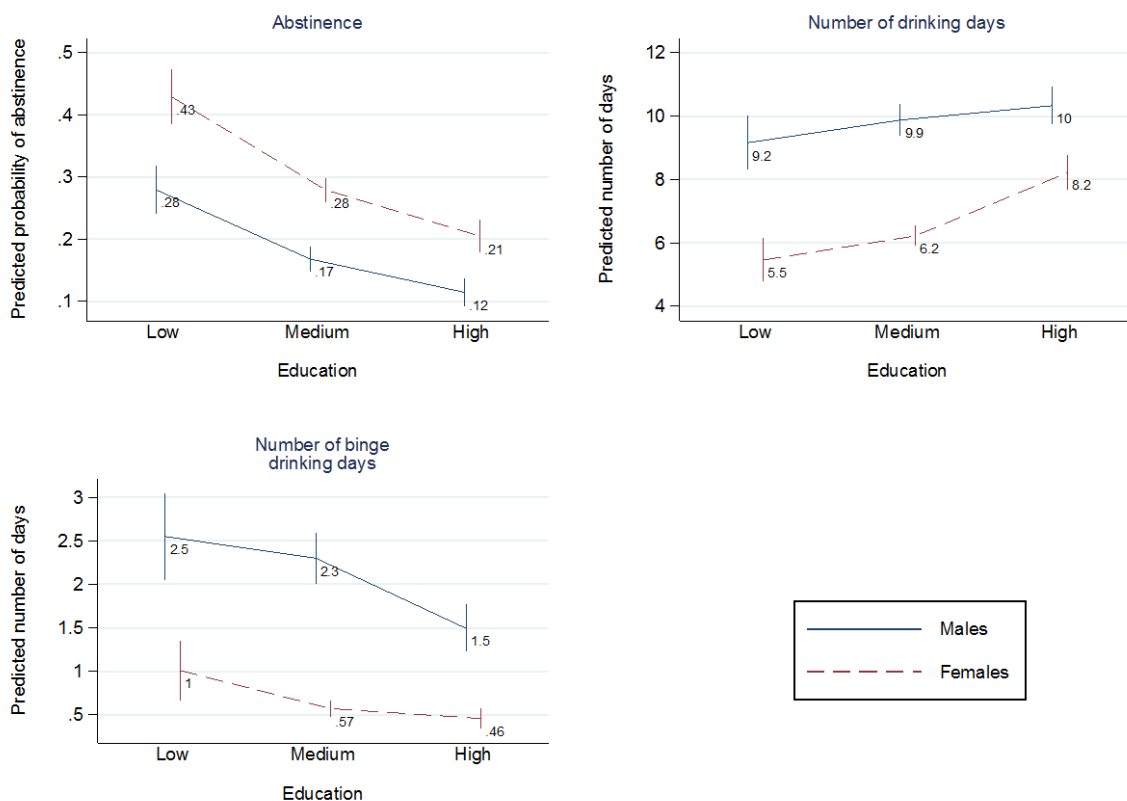 Abstinence
Predicted probability of abstinence
.5
.4
.3
.2
.1
.43
.28
.21
.28
.17
.12
Low Medium High
Education
Number of drinking days
Predicted number of days
12
10
8
6
4
9.2
9.9
10
5.5
6.2
8.2
Low Medium High
Education
Number of binge
drinking days
Predicted number of days
3
2.5
2
1.5
1
.5
2.5
2.3
1.5
1
.57
.46
Low Medium High
Education
Males
Females